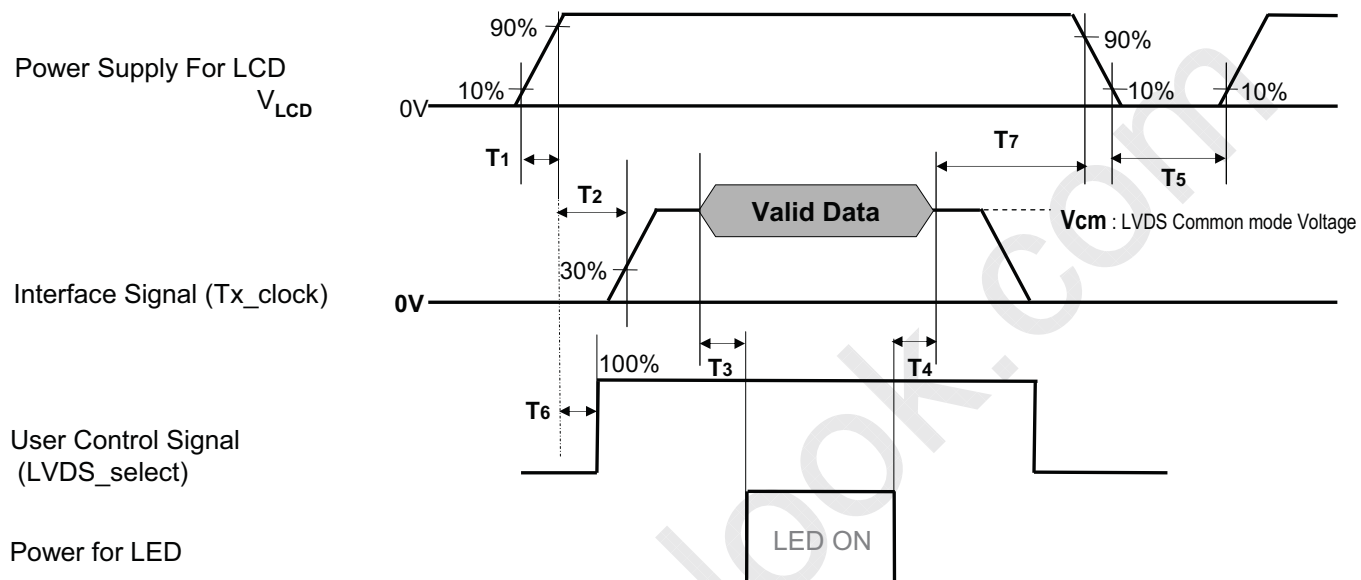 90%
90%
Power Supply For LCD
VLCD
10%
10%
10%
0V
T1
T7
T5
T2
Valid Data
Vcm : LVDS Common mode Voltage
30%
Interface Signal (Tx_clock)
0V
100%
T3
T4
T6
User Control Signal
(LVDS_select)
LED ON
Power for LED
look.com